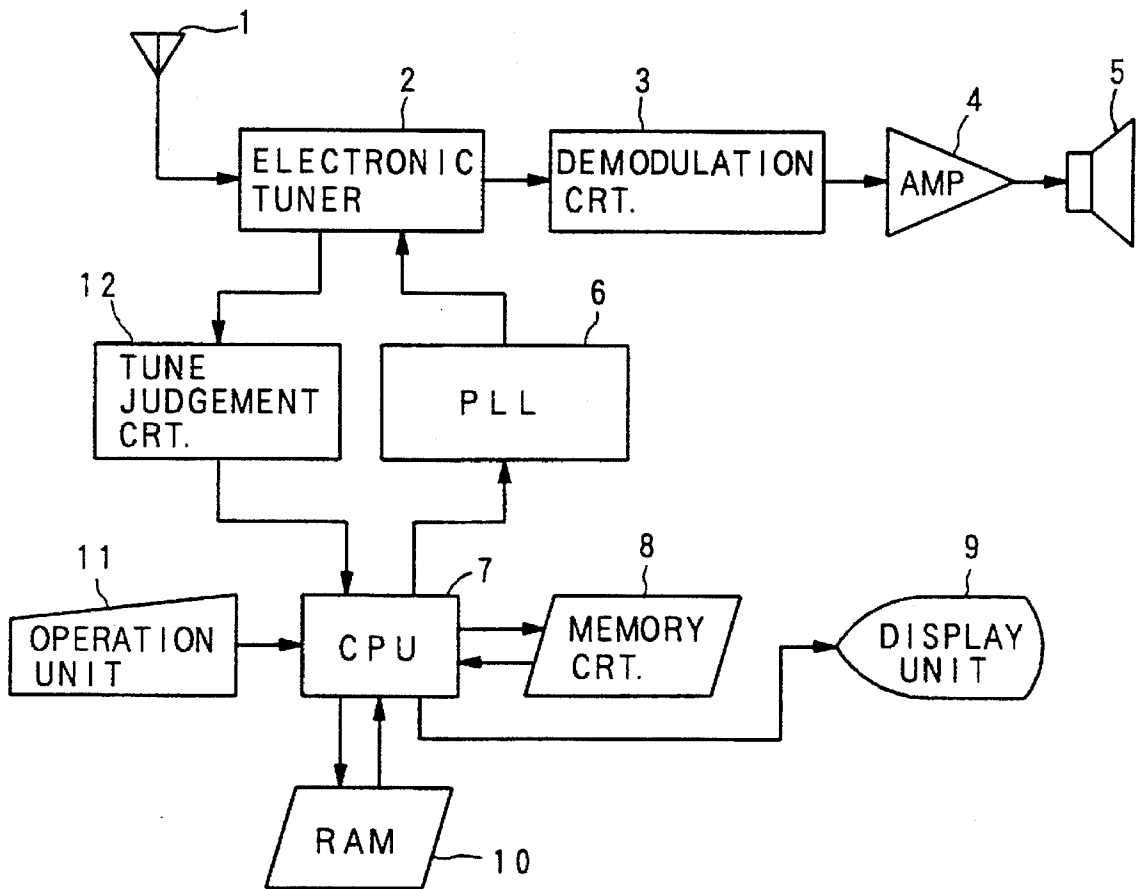 1
2
3
4
5
ELECTRONIC
TUNER
DEMODULATION
CRT.
AMP
12
6
TUNE
JUDGEMENT
CRT.
PLL
11
7
8
9
OPERATION
UNIT
CPU
MEMORY
CRT.
DISPLAY
UNIT
RAM
10